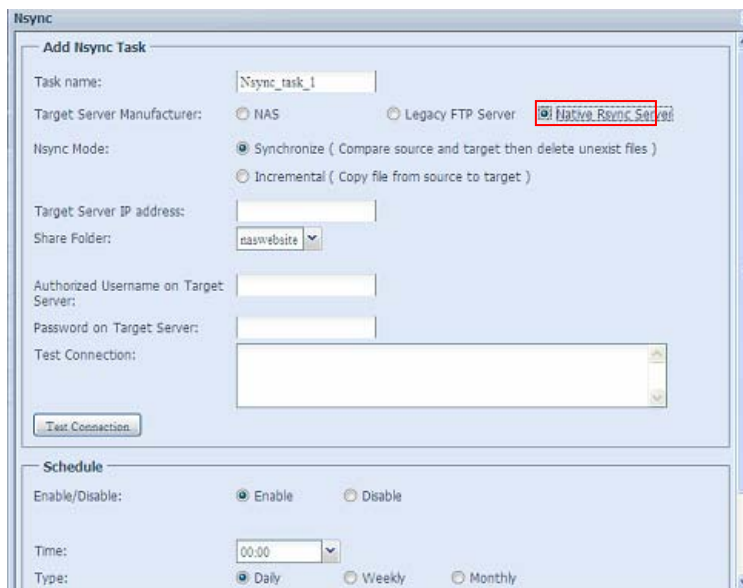 Nsync
Add Nsync Task
Task name: Nsync_task_1
Target Server Manufacturer: NAS Legacy FTP Server Native Rsync Server
Nsync Mode: Synchronize ( Compare source and target then delete unexist files )
Incremental ( Copy file from source to target )
Target Server IP address:
Share Folder: naswebsite
Authorized Username on Target
Server:
Password on Target Server:
Test Connection:
Test Connection
Schedule
Enable/Disable: Enable Disable
Time: 00:00
Type: Daily Weekly Monthly